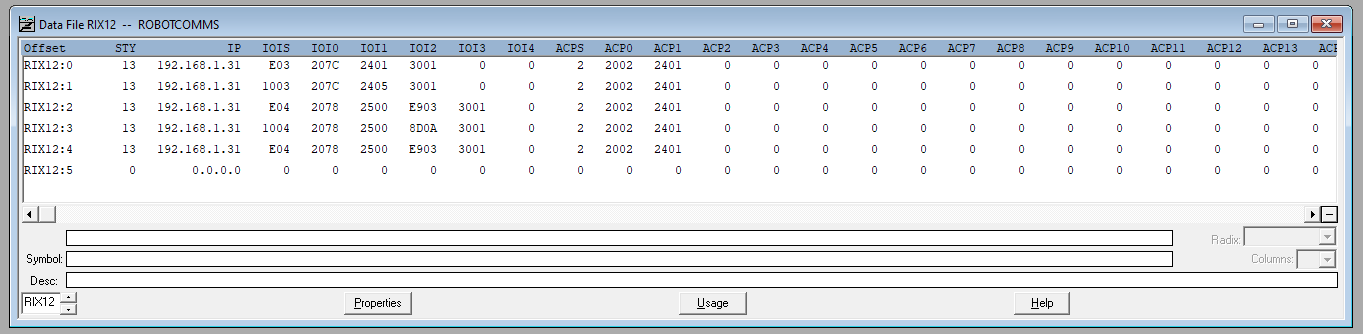 Data File RIX12 -- ROBOTCOMMS
Offset STY IP IOIS IOI0 IOI1 IOI2 IOI3 IOI4 ACPS ACP0 ACP1 ACP2 ACP3 ACP4 ACP5 ACP6 ACP7 ACP8 ACP9 ACP10 ACP11 ACP12 ACP13
RIX12:0 13 192.168.1.31 E03 207C 2401 3001 0 0 2 2002 2401 0 0 0 0 0 0 0 0 0 0 0 0 0
RIX12:1 13 192.168.1.31 1003 207C 2405 3001 0 0 2 2002 2401 0 0 0 0 0 0 0 0 0 0 0 0 0
RIX12:2 13 192.168.1.31 E04 2078 2500 E903 3001 0 2 2002 2401 0 0 0 0 0 0 0 0 0 0 0 0 0
RIX12:3 13 192.168.1.31 1004 2078 2500 8D0A 3001 0 2 2002 2401 0 0 0 0 0 0 0 0 0 0 0 0 0
RIX12:4 13 192.168.1.31 E04 2078 2500 E903 3001 0 2 2002 2401 0 0 0 0 0 0 0 0 0 0 0 0 0
RIX12:5 0 0.0.0.0 0 0 0 0 0 0 0 0 0 0 0 0 0 0 0 0 0 0 0 0 0 0
Radix:
Symbol: Columns:
Desc:
RIX12 Properties Usage Help